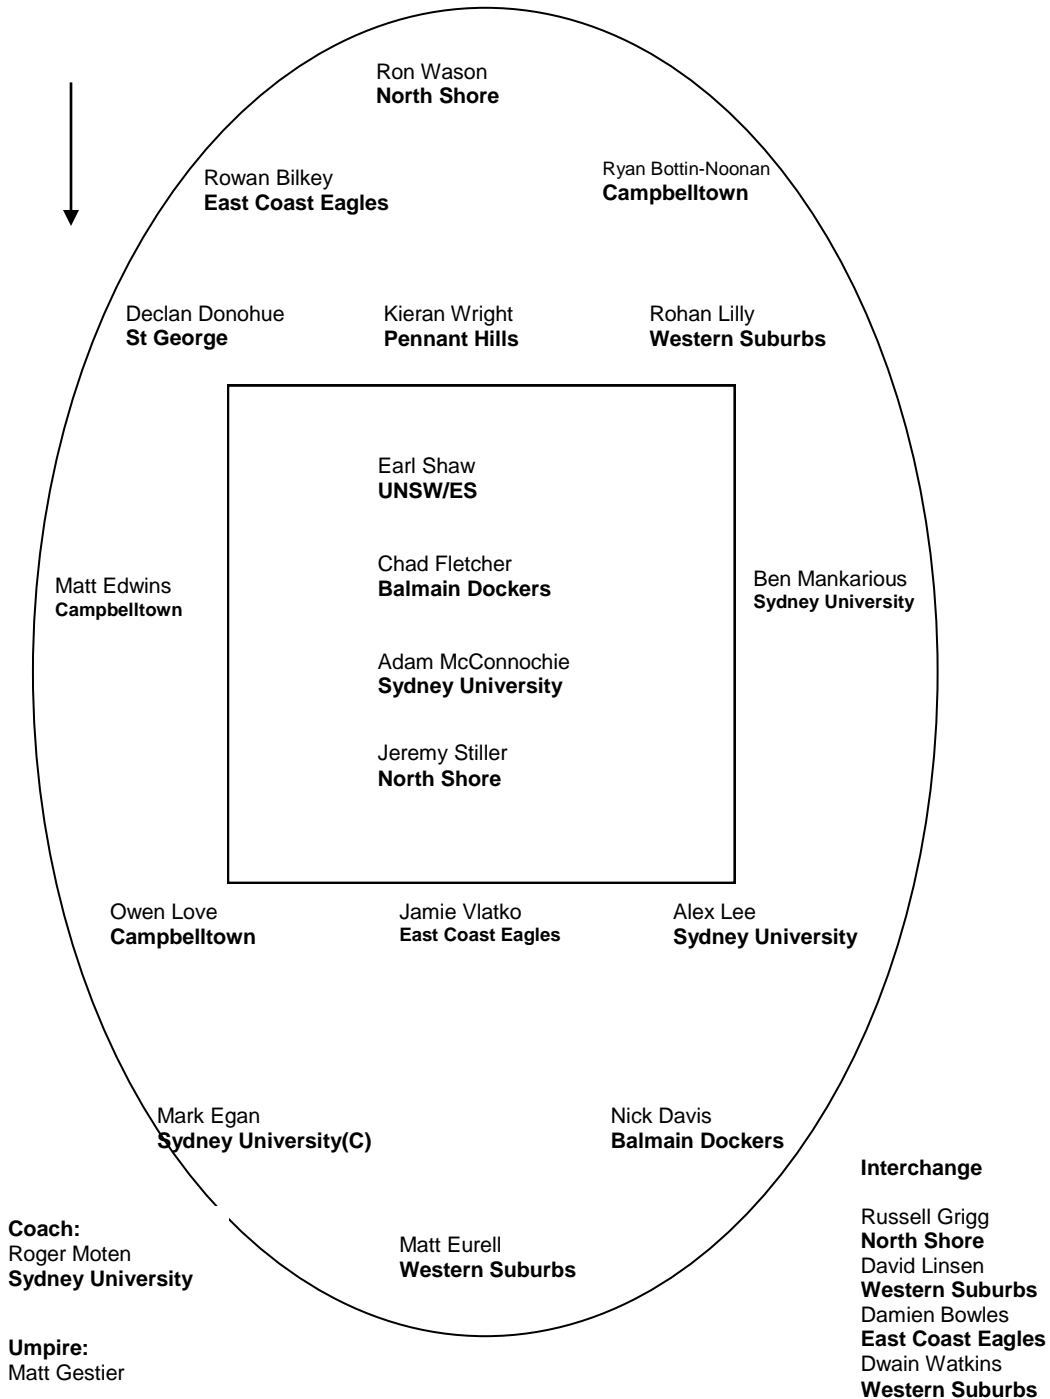 Ron Wason
North Shore
Rowan Bilkey
East Coast Eagles
Ryan Bottin-Noonan
Campbelltown
Declan Donohue
St George
Kieran Wright
Pennant Hills
Rohan Lilly
Western Suburbs
Earl Shaw
UNSW/ES
Chad Fletcher
Balmain Dockers
Matt Edwins
Campbelltown
Ben Mankarious
Sydney University
Adam McConnochie
Sydney University
Jeremy Stiller
North Shore
Owen Love
Campbelltown
Jamie Vlatko
East Coast Eagles
Alex Lee
Sydney University
Mark Egan
Sydney University(C)
Nick Davis
Balmain Dockers
Matt Eurell
Western Suburbs
Coach:
Roger Moten
Sydney University
Umpire:
Matt Gestier
Interchange
Russell Grigg
North Shore
David Linsen
Western Suburbs
Damien Bowles
East Coast Eagles
Dwain Watkins
Western Suburbs